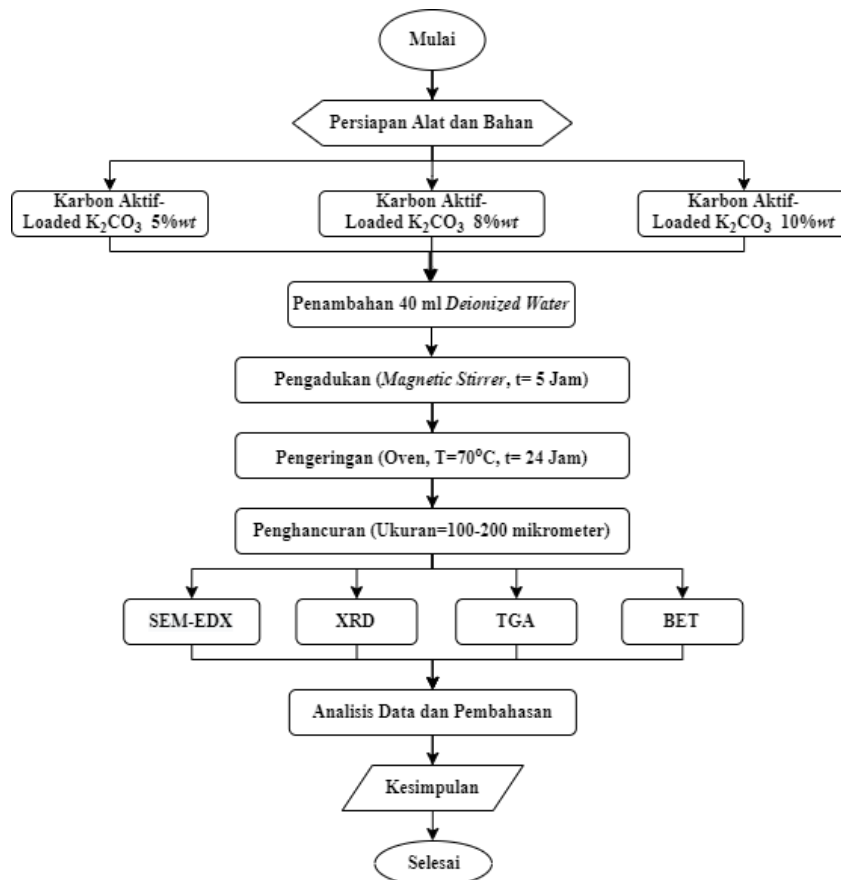 Mulai
Persiapan Alat dan Bahan
Karbon Aktif-
Loaded K₂CO₃ 5%wt
Karbon Aktif-
Loaded K₂CO₃ 8%wt
Karbon Aktif-
Loaded K₂CO₃ 10%wt
Penambahan 40 ml Deionized Water
Pengadukan (Magnetic Stirrer, t= 5 Jam)
Pengeringan (Oven, T=70°C, t= 24 Jam)
Penghancuran (Ukuran=100-200 mikrometer)
SEM-EDX
XRD
TGA
BET
Analisis Data dan Pembahasan
Kesimpulan
Selesai